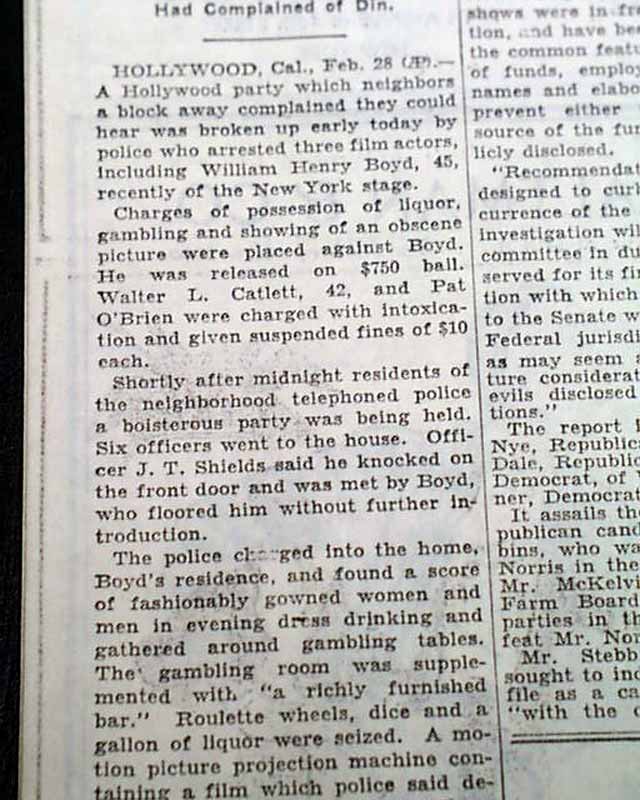 Had Complained of Din.
HOLLYWOOD, Cal., Feb. 28 (AP).—
A Hollywood party which neighbors
a block away complained they could
hear was broken up early today by
police who arrested three film actors,
including William Henry Boyd, 45,
recently of the New York stage.
Charges of possession of liquor,
gambling and showing of an obscene
picture were placed against Boyd.
He was released on $750 bail.
Walter L. Catlett, 42, and Pat
O'Brien were charged with intoxica-
tion and given suspended fines of $10
each.
Shortly after midnight residents of
the neighborhood telephoned police
a boisterous party was being held.
Six officers went to the house. Offi-
cer J. T. Shields said he knocked on
the front door and was met by Boyd,
who floored him without further in-
troduction.
The police charged into the home,
Boyd's residence, and found a score
of fashionably gowned women and
men in evening dress drinking and
gathered around gambling tables.
The gambling room was supple-
mented with "a richly furnished
bar." Roulette wheels, dice and a
gallon of liquor were seized. A mo-
tion picture projection machine con-
taining a film which police said de-
shows were in fr
tion, and have be
the common featu
of funds, employ
names and elabo
prevent either
source of the fun
licly disclosed.
"Recommendat
designed to curt
currence of the
investigation wil
committee in du
served for its fi
tion with which
to the Senate w
Federal jurisdi
as may seem a
ture considerat
evils disclosed
tions."
The report
Nye, Republic
Dale, Republic
Democrat, of
ner, Democrat
It assails th
publican cand
bins, who wa
Norris in the
Mr. McKelvi
Farm Board
parties in th
feat Mr. Nor
Mr. Stebb
sought to ind
file as a ca
"with the c